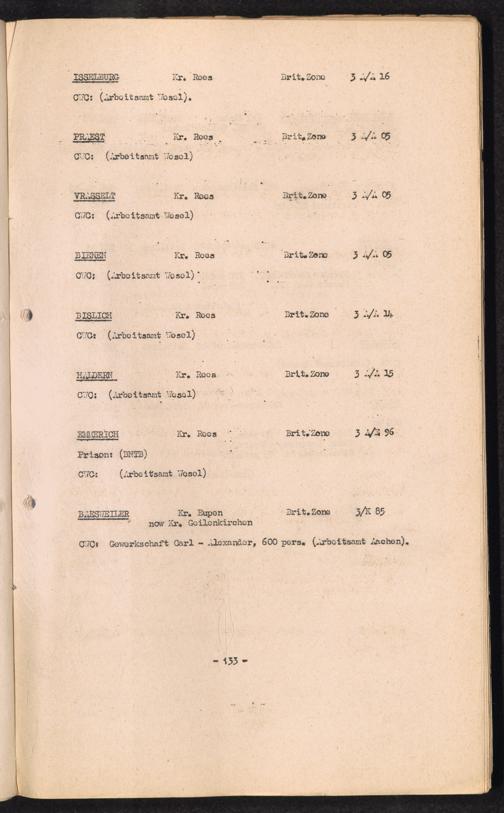 ISSELBURG Kr. Rees Brit.Zone 3 A/A 16
CWC: (Arbeitsamt Wesel).
PRAEST Kr. Rees Brit.Zone 3 A/A 05
CWC: (Arbeitsamt Wesel)
VRASSELT Kr. Rees Brit.Zone 3 A/A 05
CWC: (Arbeitsamt Wesel)
BIENEN Kr. Rees Brit.Zone 3 A/A 05
CWC: (Arbeitsamt Wesel)
BISLICH Kr. Rees Brit.Zone 3 A/A 14
CWC: (Arbeitsamt Wesel)
HALDERN Kr. Rees Brit.Zone 3 A/A 15
CWC: (Arbeitsamt Wesel)
EMMERICH Kr. Rees Brit.Zone 3 96
Prison: (BNTB)
CWC: (Arbeitsamt Wesel)
BAESWEILER Kr. Eupen Brit.Zone 3/K 85
now Kr. Geilenkirchen
CWC: Gewerkschaft Carl - Alexander, 600 pers. (Arbeitsamt Aachen).
- 133 -